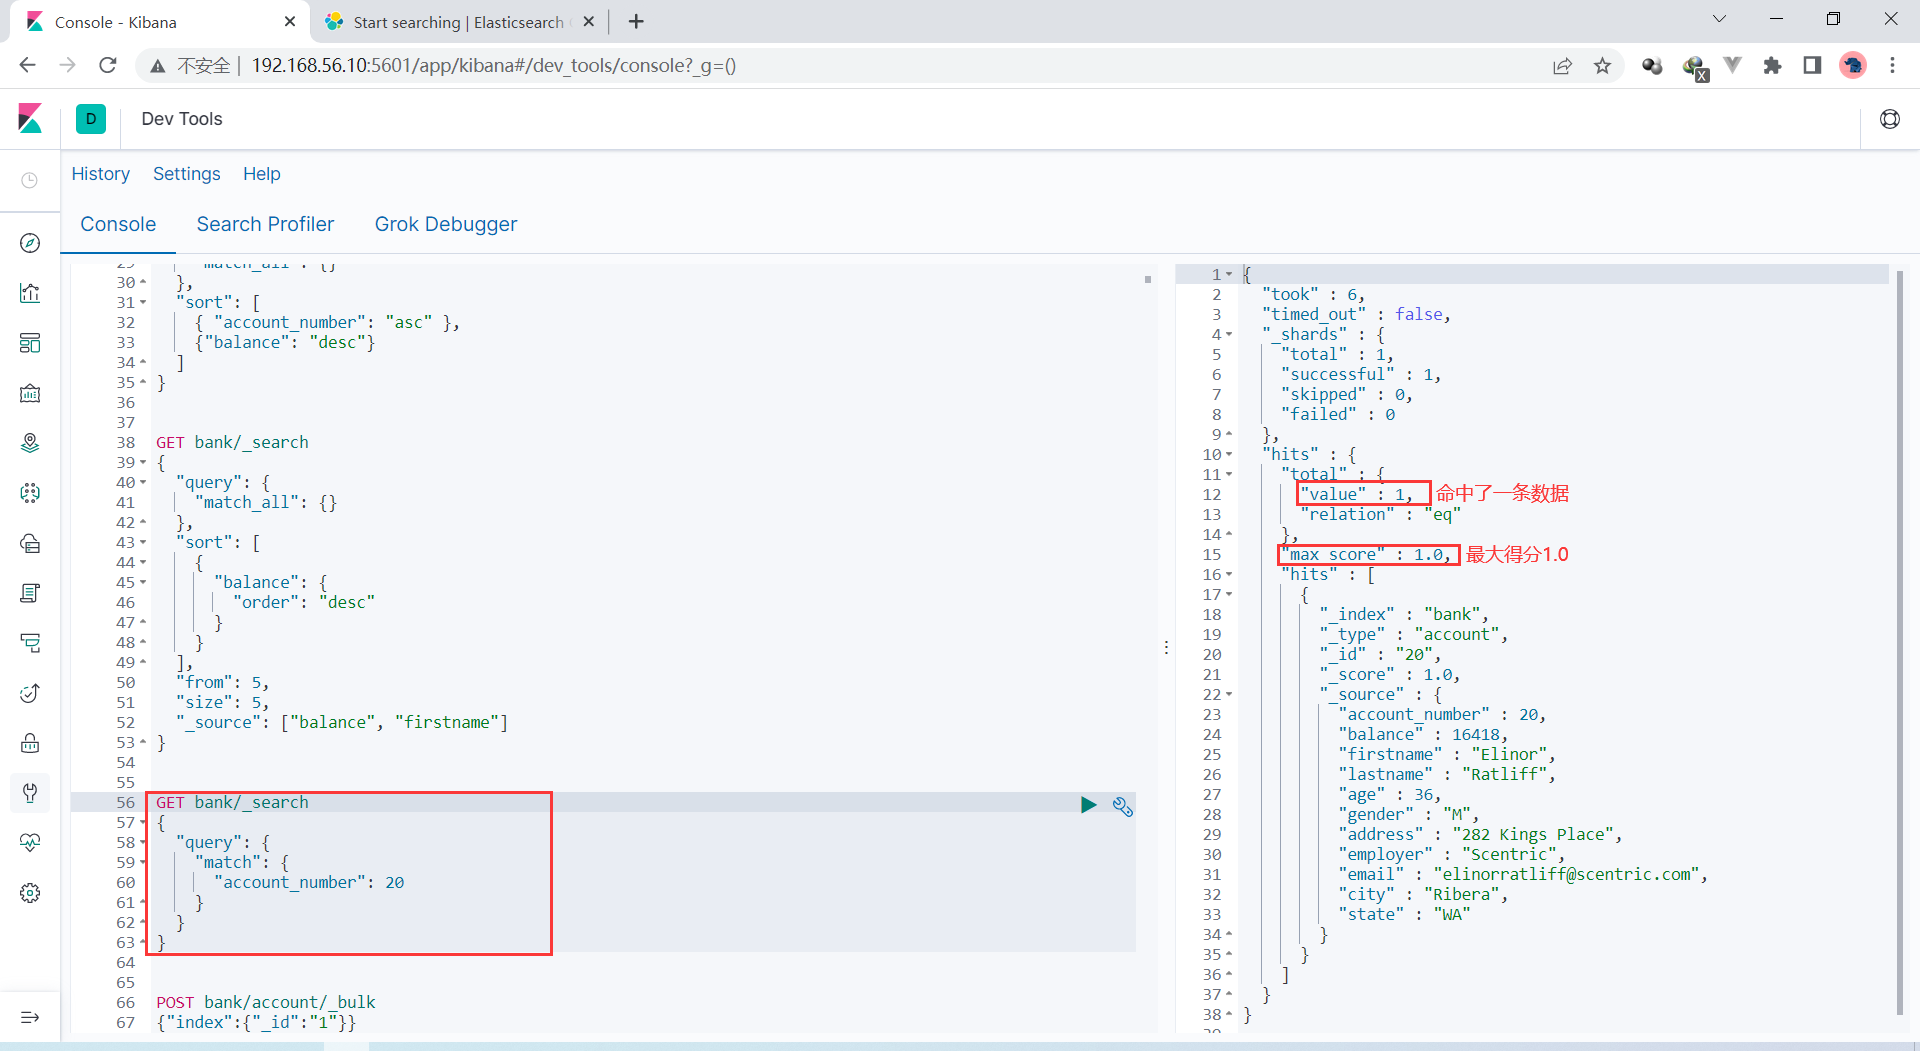 Console - Kibana
Start searching | Elasticsearch
不安全 | 192.168.56.10:5601/app/kibana#/dev_tools/console?_g=()
X
D
Dev Tools
History Settings Help
Console Search Profiler Grok Debugger
29 "match_all": {}
30 },
31 "sort": [
32 { "account_number": "asc" },
33 {"balance": "desc"}
34 ]
35 }
36
37
38 GET bank/_search
39 {
40 "query": {
41 "match_all": {}
42 },
43 "sort": [
44 {
45 "balance": {
46 "order": "desc"
47 }
48 }
49 ],
50 "from": 5,
51 "size": 5,
52 "_source": ["balance", "firstname"]
53 }
54
55
56 GET bank/_search
57 {
58 "query": {
59 "match": {
60 "account_number": 20
61 }
62 }
63 }
64
65
66 POST bank/account/_bulk
67 {"index":{"_id":"1"}}
1 {
2 "took" : 6,
3 "timed_out" : false,
4 "_shards" : {
5 "total" : 1,
6 "successful" : 1,
7 "skipped" : 0,
8 "failed" : 0
9 },
10 "hits" : {
11 "total" : {
12 "value" : 1, 命中了一条数据
13 "relation" : "eq"
14 },
15 "max_score" : 1.0, 最大得分1.0
16 "hits" : [
17 {
18 "_index" : "bank",
19 "_type" : "account",
20 "_id" : "20",
21 "_score" : 1.0,
22 "_source" : {
23 "account_number" : 20,
24 "balance" : 16418,
25 "firstname" : "Elinor",
26 "lastname" : "Ratliff",
27 "age" : 36,
28 "gender" : "M",
29 "address" : "282 Kings Place",
30 "employer" : "Scentric",
31 "email" : "elinorratliff@scentric.com",
32 "city" : "Ribera",
33 "state" : "WA"
34 }
35 }
36 ]
37 }
38 }
39